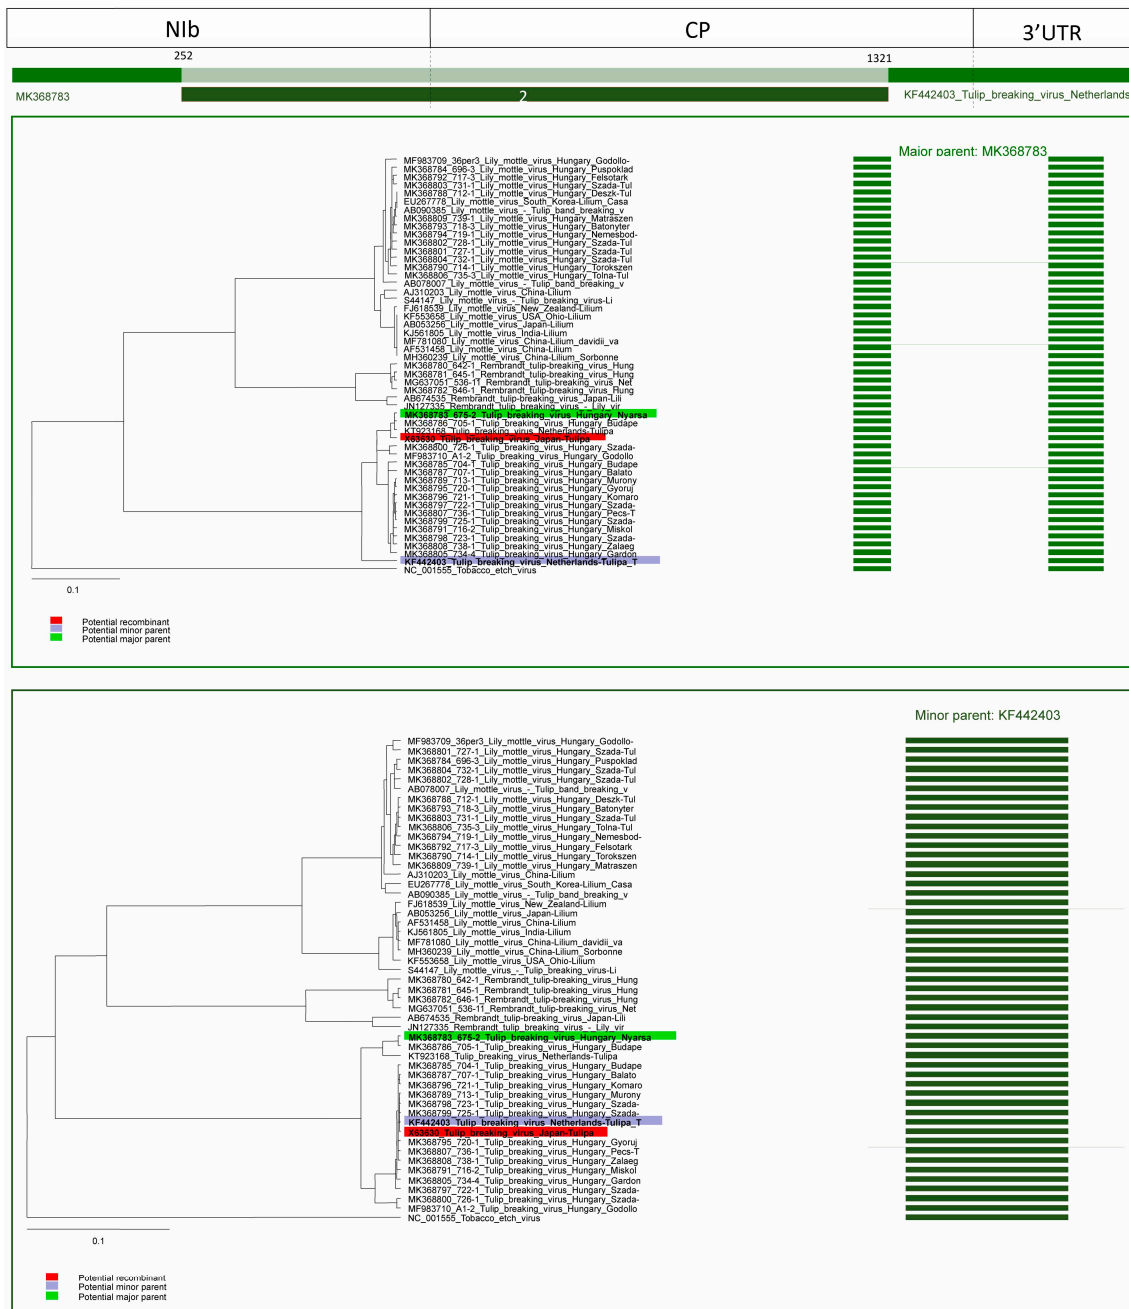 NIb CP 3'UTR
252 1321
MK368783 2 KF442403_Tulip_breaking_virus_Netherlands
Major parent: MK368783
MF983709_36per3_Lily_mottle_virus_Hungary_Godollo-
MK368784_696-3_Lily_mottle_virus_Hungary_Puspoklad
MK368792_717-3_Lily_mottle_virus_Hungary_Felsotark
MK368803_731-1_Lily_mottle_virus_Hungary_Szada-Tul
MK368788_712-1_Lily_mottle_virus_Hungary_Deszk-Tul
EU267778_Lily_mottle_virus_South_Korea-Lilium_Casa
AB090385_Lily_mottle_virus_-_Tulip_band_breaking_v
MK368809_739-1_Lily_mottle_virus_Hungary_Matraszen
MK368793_718-3_Lily_mottle_virus_Hungary_Batonyter
MK368794_719-1_Lily_mottle_virus_Hungary_Nemesbod-
MK368802_728-1_Lily_mottle_virus_Hungary_Szada-Tul
MK368801_727-1_Lily_mottle_virus_Hungary_Szada-Tul
MK368804_732-1_Lily_mottle_virus_Hungary_Szada-Tul
MK368790_714-1_Lily_mottle_virus_Hungary_Torokszen
MK368806_735-3_Lily_mottle_virus_Hungary_Tolna-Tul
AB078007_Lily_mottle_virus_-_Tulip_band_breaking_v
AJ310203_Lily_mottle_virus_China-Lilium
S44147_Lily_mottle_virus_-_Tulip_breaking_virus-Li
FJ618539_Lily_mottle_virus_New_Zealand-Lilium
KF553658_Lily_mottle_virus_USA_Ohio-Lilium
AB053256_Lily_mottle_virus_Japan-Lilium
KJ561805_Lily_mottle_virus_India-Lilium
MF781080_Lily_mottle_virus_China-Lilium_davidii_va
AF531458_Lily_mottle_virus_China-Lilium
MH360239_Lily_mottle_virus_China-Lilium_Sorbonne
MK368780_642-1_Rembrandt_tulip-breaking_virus_Hung
MK368781_645-1_Rembrandt_tulip-breaking_virus_Hung
MG637051_536-11_Rembrandt_tulip-breaking_virus_Net
MK368782_646-1_Rembrandt_tulip-breaking_virus_Hung
AB674535_Rembrandt_tulip-breaking_virus_Japan-Lili
JN127335_Rembrandt_tulip_breaking_virus_-_Lily_vir
MK368783_675-2_Tulip_breaking_virus_Hungary_Nyarsa
MK368786_705-1_Tulip_breaking_virus_Hungary_Budape
KT923168_Tulip_breaking_virus_Netherlands-Tulipa
X63630_Tulip_breaking_virus_Japan-Tulipa
MK368800_726-1_Tulip_breaking_virus_Hungary_Szada-
MF983710_A1-2_Tulip_breaking_virus_Hungary_Godollo
MK368785_704-1_Tulip_breaking_virus_Hungary_Budape
MK368787_707-1_Tulip_breaking_virus_Hungary_Balato
MK368789_713-1_Tulip_breaking_virus_Hungary_Murony
MK368795_720-1_Tulip_breaking_virus_Hungary_Gyoruj
MK368796_721-1_Tulip_breaking_virus_Hungary_Komaro
MK368797_722-1_Tulip_breaking_virus_Hungary_Szada-
MK368807_736-1_Tulip_breaking_virus_Hungary_Pecs-T
MK368799_725-1_Tulip_breaking_virus_Hungary_Szada-
MK368791_716-2_Tulip_breaking_virus_Hungary_Miskol
MK368798_723-1_Tulip_breaking_virus_Hungary_Szada-
MK368808_738-1_Tulip_breaking_virus_Hungary_Zalaeg
MK368805_734-4_Tulip_breaking_virus_Hungary_Gardon
KF442403_Tulip_breaking_virus_Netherlands-Tulipa_T
NC_001555_Tobacco_etch_virus
0.1
Potential recombinant
Potential minor parent
Potential major parent
Minor parent: KF442403
MF983709_36per3_Lily_mottle_virus_Hungary_Godollo-
MK368801_727-1_Lily_mottle_virus_Hungary_Szada-Tul
MK368784_696-3_Lily_mottle_virus_Hungary_Puspoklad
MK368804_732-1_Lily_mottle_virus_Hungary_Szada-Tul
MK368802_728-1_Lily_mottle_virus_Hungary_Szada-Tul
AB078007_Lily_mottle_virus_-_Tulip_band_breaking_v
MK368788_712-1_Lily_mottle_virus_Hungary_Deszk-Tul
MK368793_718-3_Lily_mottle_virus_Hungary_Batonyter
MK368803_731-1_Lily_mottle_virus_Hungary_Szada-Tul
MK368806_735-3_Lily_mottle_virus_Hungary_Tolna-Tul
MK368794_719-1_Lily_mottle_virus_Hungary_Nemesbod-
MK368792_717-3_Lily_mottle_virus_Hungary_Felsotark
MK368790_714-1_Lily_mottle_virus_Hungary_Torokszen
MK368809_739-1_Lily_mottle_virus_Hungary_Matraszen
AJ310203_Lily_mottle_virus_China-Lilium
EU267778_Lily_mottle_virus_South_Korea-Lilium_Casa
AB090385_Lily_mottle_virus_-_Tulip_band_breaking_v
FJ618539_Lily_mottle_virus_New_Zealand-Lilium
AB053256_Lily_mottle_virus_Japan-Lilium
AF531458_Lily_mottle_virus_China-Lilium
KJ561805_Lily_mottle_virus_India-Lilium
MF781080_Lily_mottle_virus_China-Lilium_davidii_va
MH360239_Lily_mottle_virus_China-Lilium_Sorbonne
KF553658_Lily_mottle_virus_USA_Ohio-Lilium
S44147_Lily_mottle_virus_-_Tulip_breaking_virus-Li
MK368780_642-1_Rembrandt_tulip-breaking_virus_Hung
MK368781_645-1_Rembrandt_tulip-breaking_virus_Hung
MK368782_646-1_Rembrandt_tulip-breaking_virus_Hung
MG637051_536-11_Rembrandt_tulip-breaking_virus_Net
AB674535_Rembrandt_tulip-breaking_virus_Japan-Lili
JN127335_Rembrandt_tulip_breaking_virus_-_Lily_vir
MK368783_675-2_Tulip_breaking_virus_Hungary_Nyarsa
MK368786_705-1_Tulip_breaking_virus_Hungary_Budape
KT923168_Tulip_breaking_virus_Netherlands-Tulipa
MK368785_704-1_Tulip_breaking_virus_Hungary_Budape
MK368787_707-1_Tulip_breaking_virus_Hungary_Balato
MK368796_721-1_Tulip_breaking_virus_Hungary_Komaro
MK368789_713-1_Tulip_breaking_virus_Hungary_Murony
MK368798_723-1_Tulip_breaking_virus_Hungary_Szada-
MK368799_725-1_Tulip_breaking_virus_Hungary_Szada-
KF442403_Tulip_breaking_virus_Netherlands-Tulipa_T
X63630_Tulip_breaking_virus_Japan-Tulipa
MK368795_720-1_Tulip_breaking_virus_Hungary_Gyoruj
MK368807_736-1_Tulip_breaking_virus_Hungary_Pecs-T
MK368808_738-1_Tulip_breaking_virus_Hungary_Zalaeg
MK368791_716-2_Tulip_breaking_virus_Hungary_Miskol
MK368805_734-4_Tulip_breaking_virus_Hungary_Gardon
MK368797_722-1_Tulip_breaking_virus_Hungary_Szada-
MK368800_726-1_Tulip_breaking_virus_Hungary_Szada-
MF983710_A1-2_Tulip_breaking_virus_Hungary_Godollo
NC_001555_Tobacco_etch_virus
0.1
Potential recombinant
Potential minor parent
Potential major parent